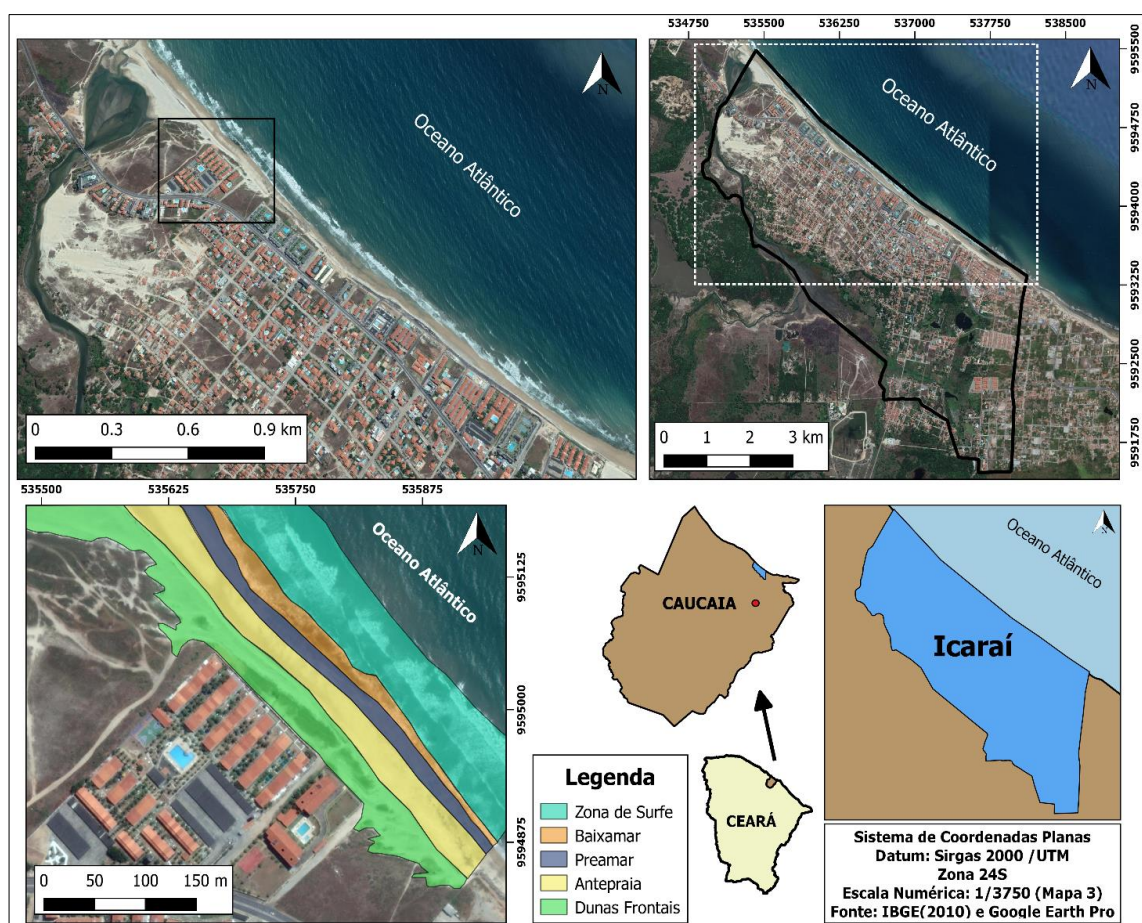 534750 535500 536250 537000 537750 538500
N
Oceano Atlântico
0 0.3 0.6 0.9 km
N
Oceano Atlântico
0 1 2 3 km
9595500
9594750
9594000
9593250
9592500
9591750
535500 535625 535750 535875
N
Oceano Atlântico
0 50 100 150 m
9595125
9595000
9594875
CAUCAIA
CEARÁ
Legenda
Zona de Surfe
Baixamar
Preamar
Antepraia
Dunas Frontais
Oceano Atlântico
Icaraí
Sistema de Coordenadas Planas
Datum: Sirgas 2000 /UTM
Zona 24S
Escala Numérica: 1/3750 (Mapa 3)
Fonte: IBGE(2010) e Google Earth Pro